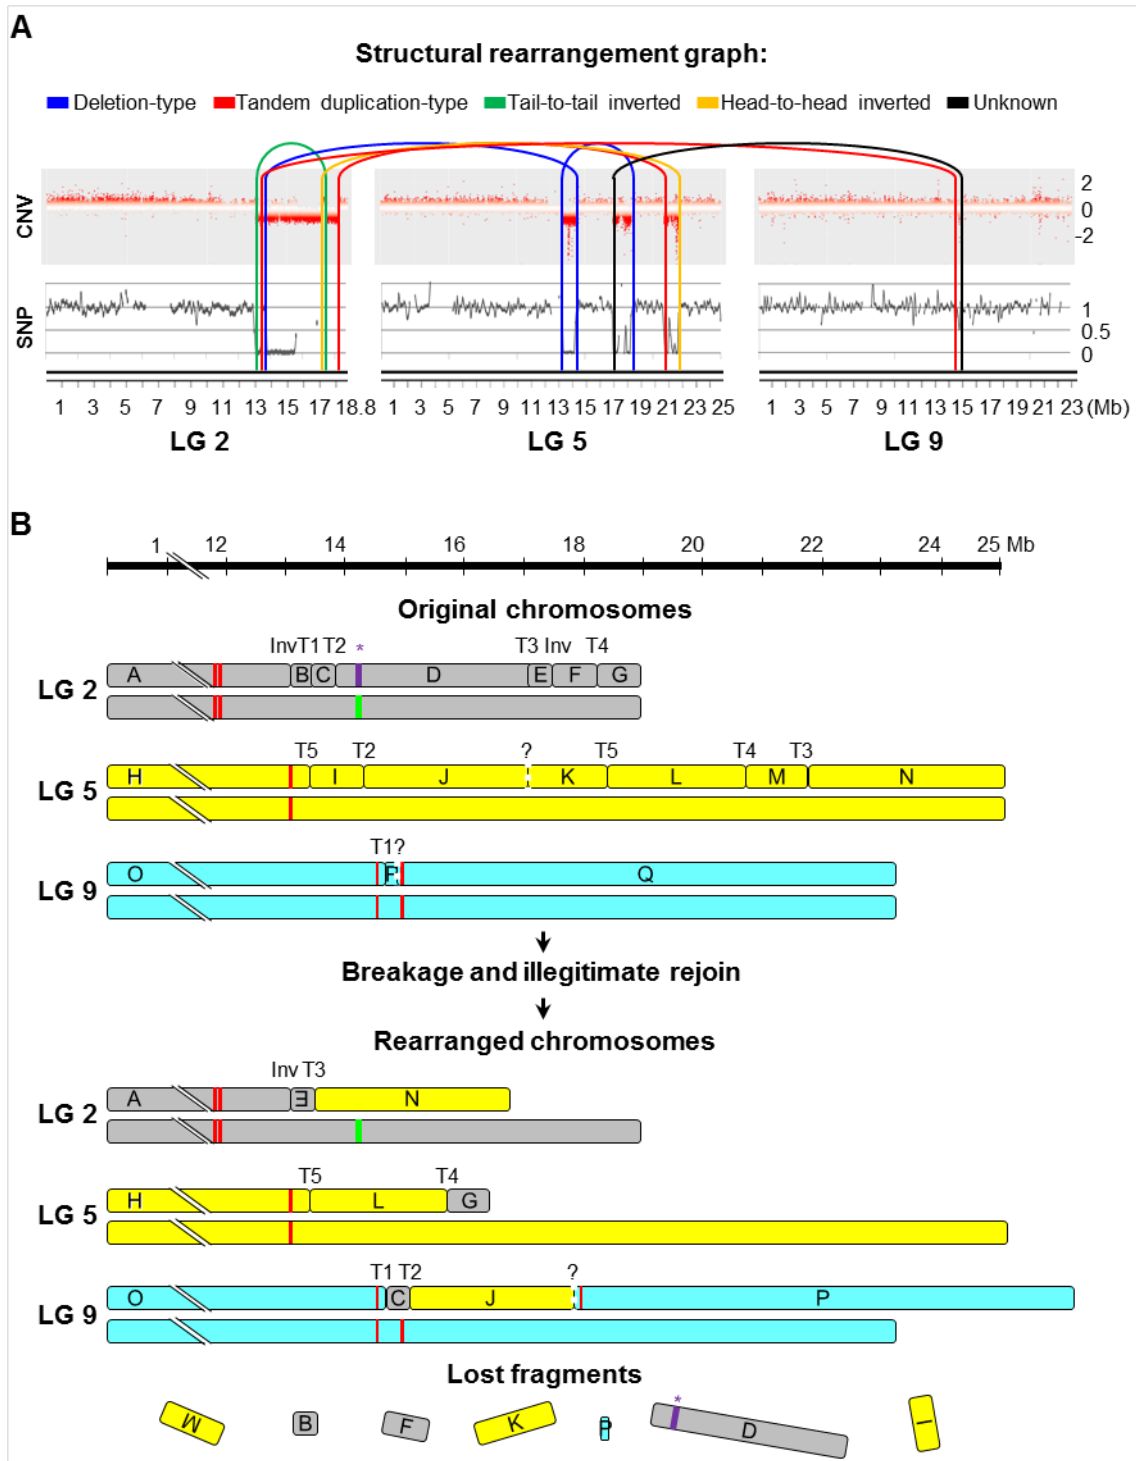 A
Structural rearrangement graph:
Deletion-type Tandem duplication-type Tail-to-tail inverted Head-to-head inverted Unknown
CNV
2
0
-2
SNP
1
0.5
0
1 3 5 7 9 11 13 15 17 18.8 1 3 5 7 9 11 13 15 17 19 21 23 25 1 3 5 7 9 11 13 15 17 19 21 23 (Mb)
LG 2 LG 5 LG 9
B
1 12 14 16 18 20 22 24 25 Mb
Original chromosomes
Inv T1 T2 * T3 Inv T4
LG 2 A B C D E F G
T5 T2 ? T5 T4 T3
LG 5 H I J K L M N
T1 ?
LG 9 O P Q
Breakage and illegitimate rejoin
Rearranged chromosomes
Inv T3
LG 2 A E N
T5 T4
LG 5 H L G
T1 T2 ?
LG 9 O C J P
Lost fragments
*
M B F K P D I